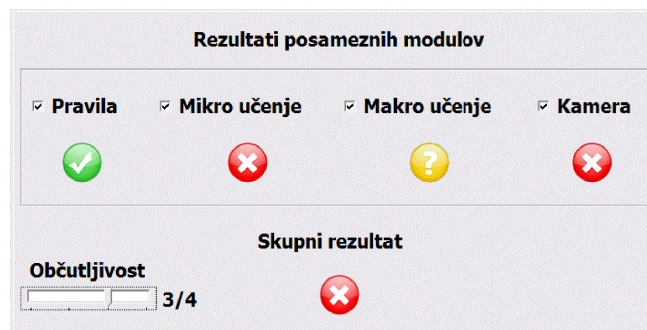 Rezultati posameznih modulov
Pravila Mikro učenje Makro učenje Kamera
Skupni rezultat
Občutljivost
3/4